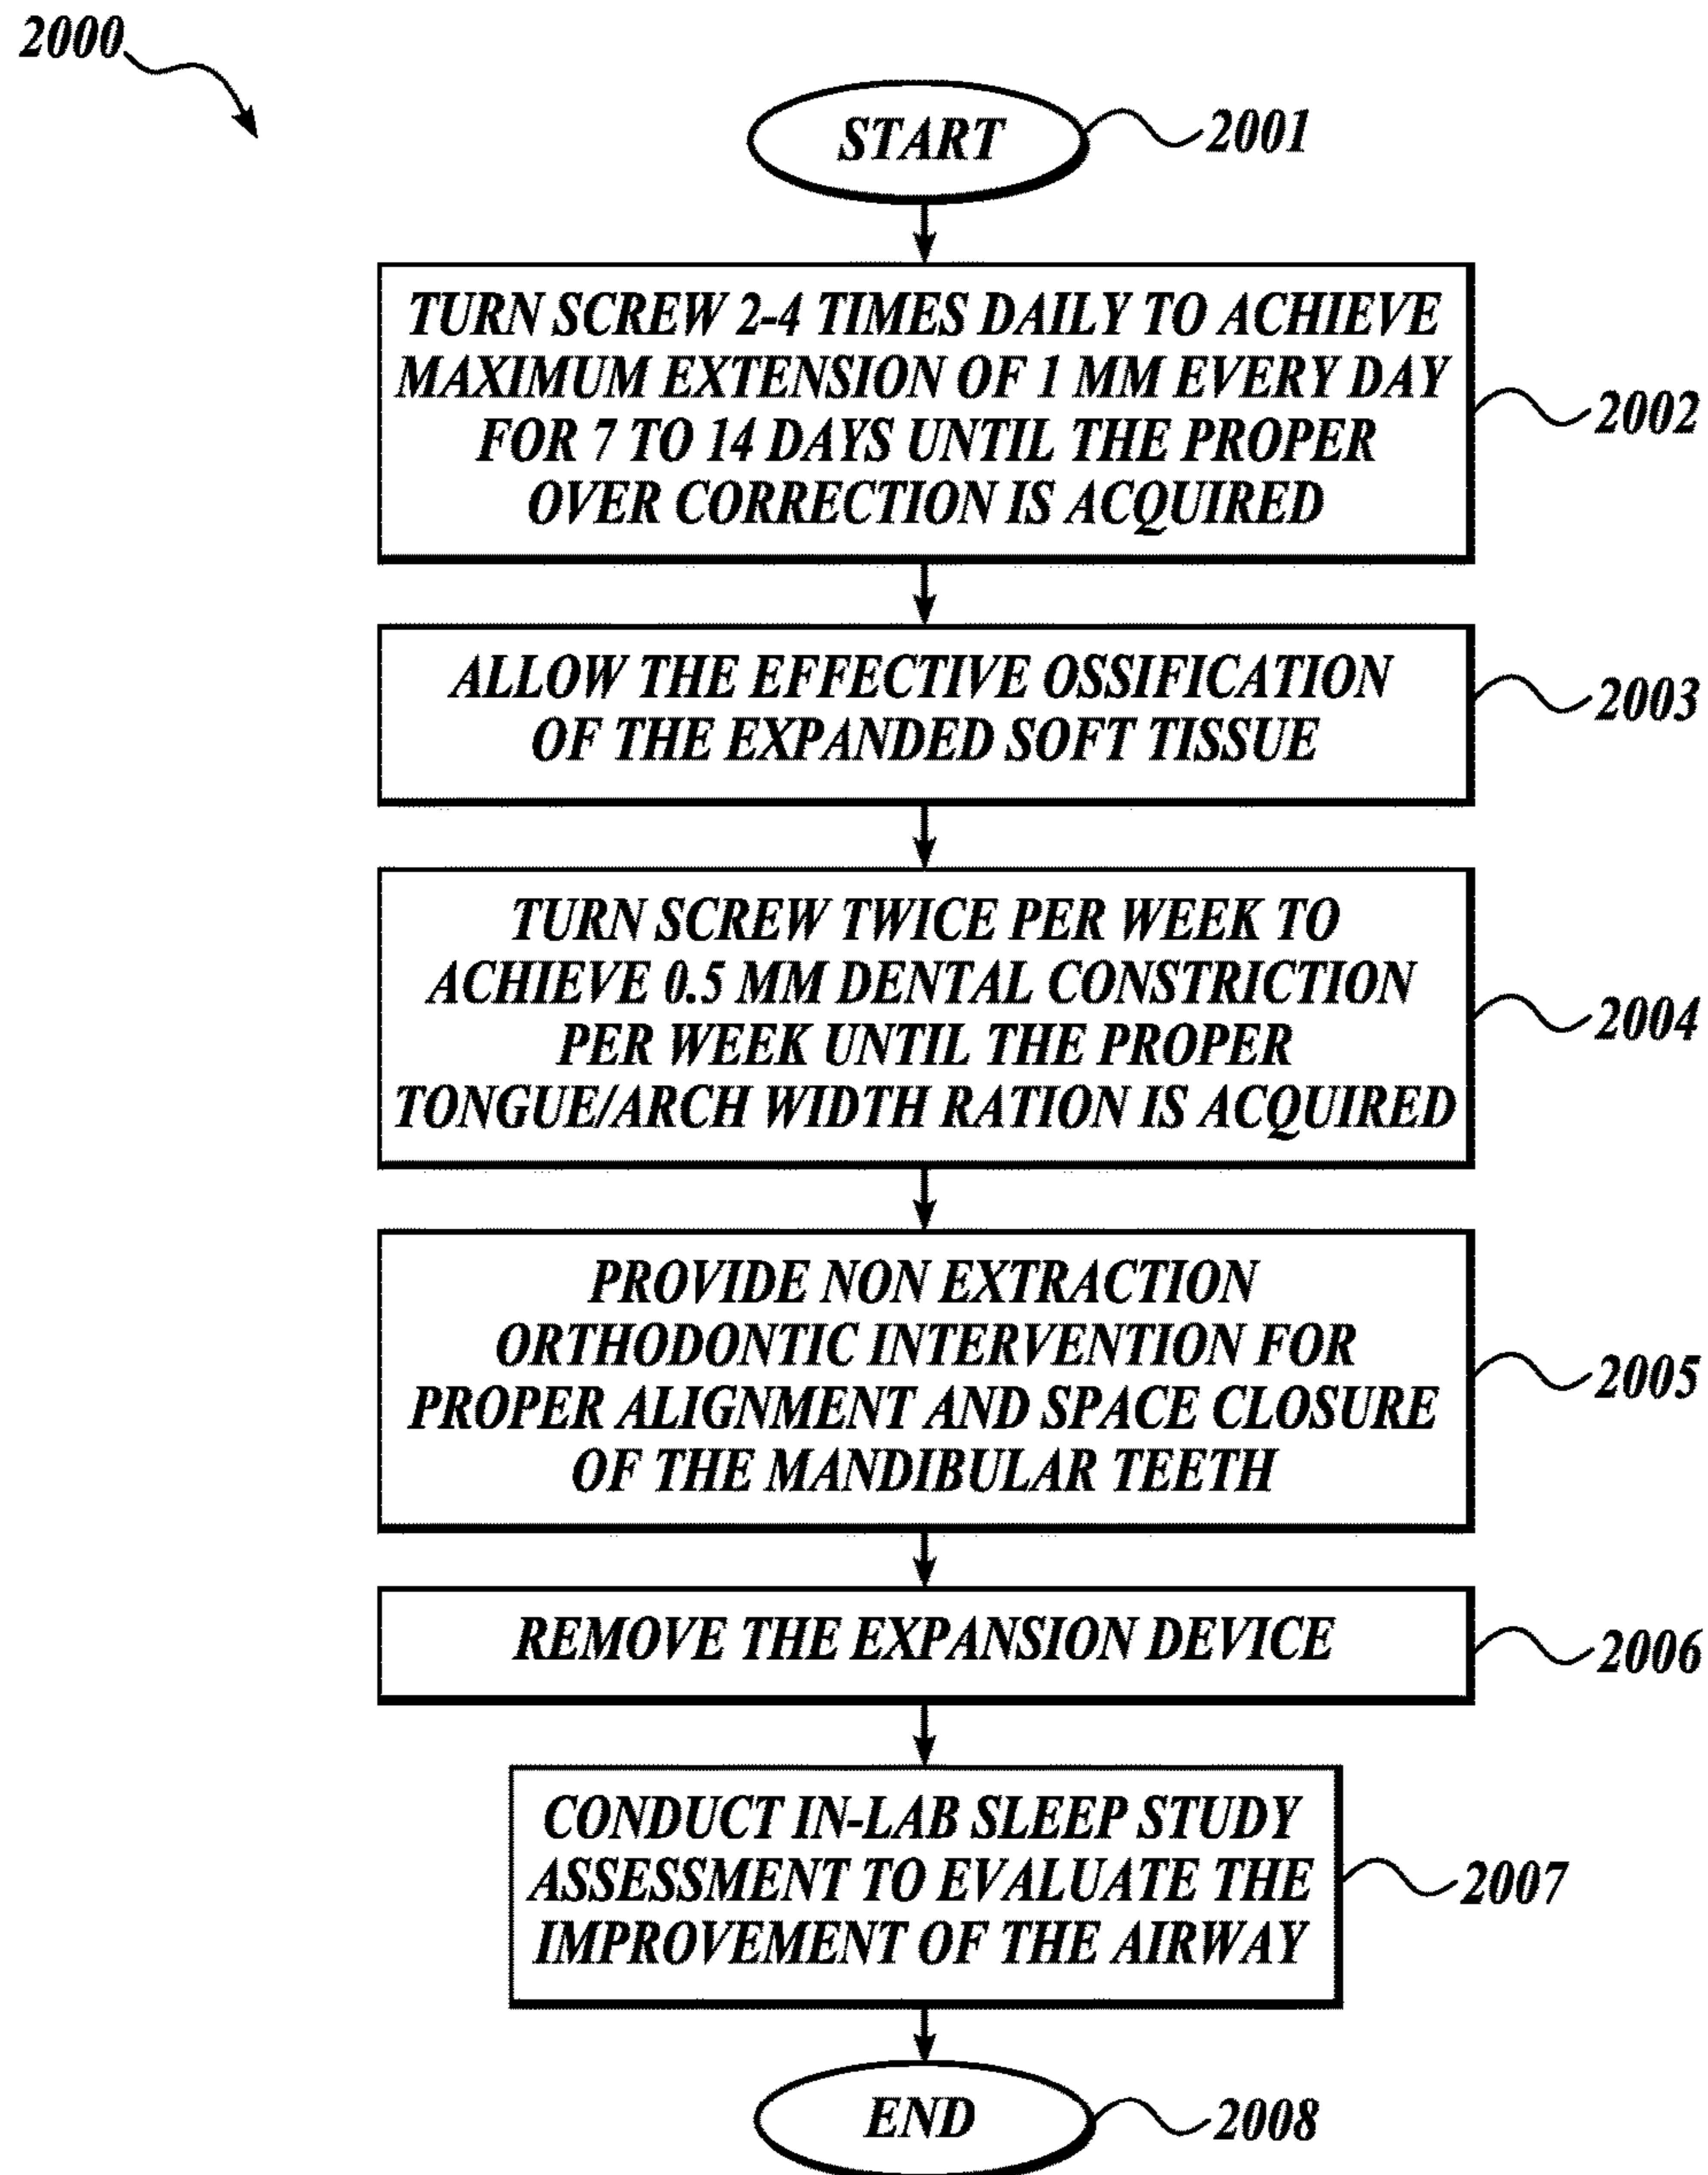 2000
START
2001
TURN SCREW 2-4 TIMES DAILY TO ACHIEVE
MAXIMUM EXTENSION OF 1 MM EVERY DAY
FOR 7 TO 14 DAYS UNTIL THE PROPER
OVER CORRECTION IS ACQUIRED
2002
ALLOW THE EFFECTIVE OSSIFICATION
OF THE EXPANDED SOFT TISSUE
2003
TURN SCREW TWICE PER WEEK TO
ACHIEVE 0.5 MM DENTAL CONSTRICTION
PER WEEK UNTIL THE PROPER
TONGUE/ARCH WIDTH RATION IS ACQUIRED
2004
PROVIDE NON EXTRACTION
ORTHODONTIC INTERVENTION FOR
PROPER ALIGNMENT AND SPACE CLOSURE
OF THE MANDIBULAR TEETH
2005
REMOVE THE EXPANSION DEVICE
2006
CONDUCT IN-LAB SLEEP STUDY
ASSESSMENT TO EVALUATE THE
IMPROVEMENT OF THE AIRWAY
2007
END
2008